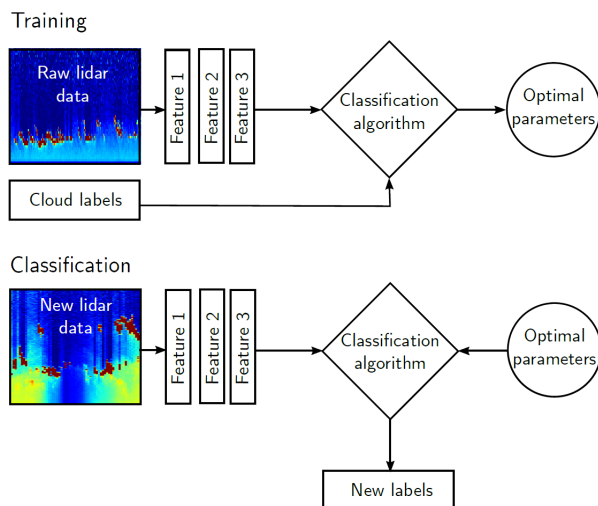 Training
Raw lidar
data
Feature 1
Feature 2
Feature 3
Classification
algorithm
Optimal
parameters
Cloud labels
Classification
New lidar
data
Feature 1
Feature 2
Feature 3
Classification
algorithm
Optimal
parameters
New labels